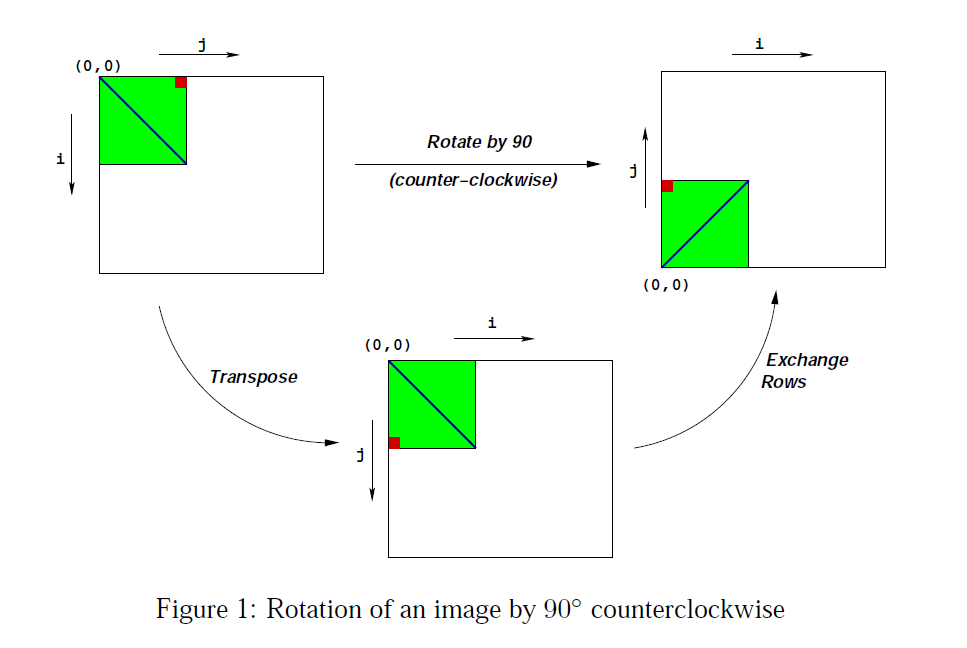 j
(0,0)
i
Rotate by 90
(counter-clockwise)
i
j
(0,0)
Transpose
i
(0,0)
j
Exchange
Rows
Figure 1: Rotation of an image by 90° counterclockwise